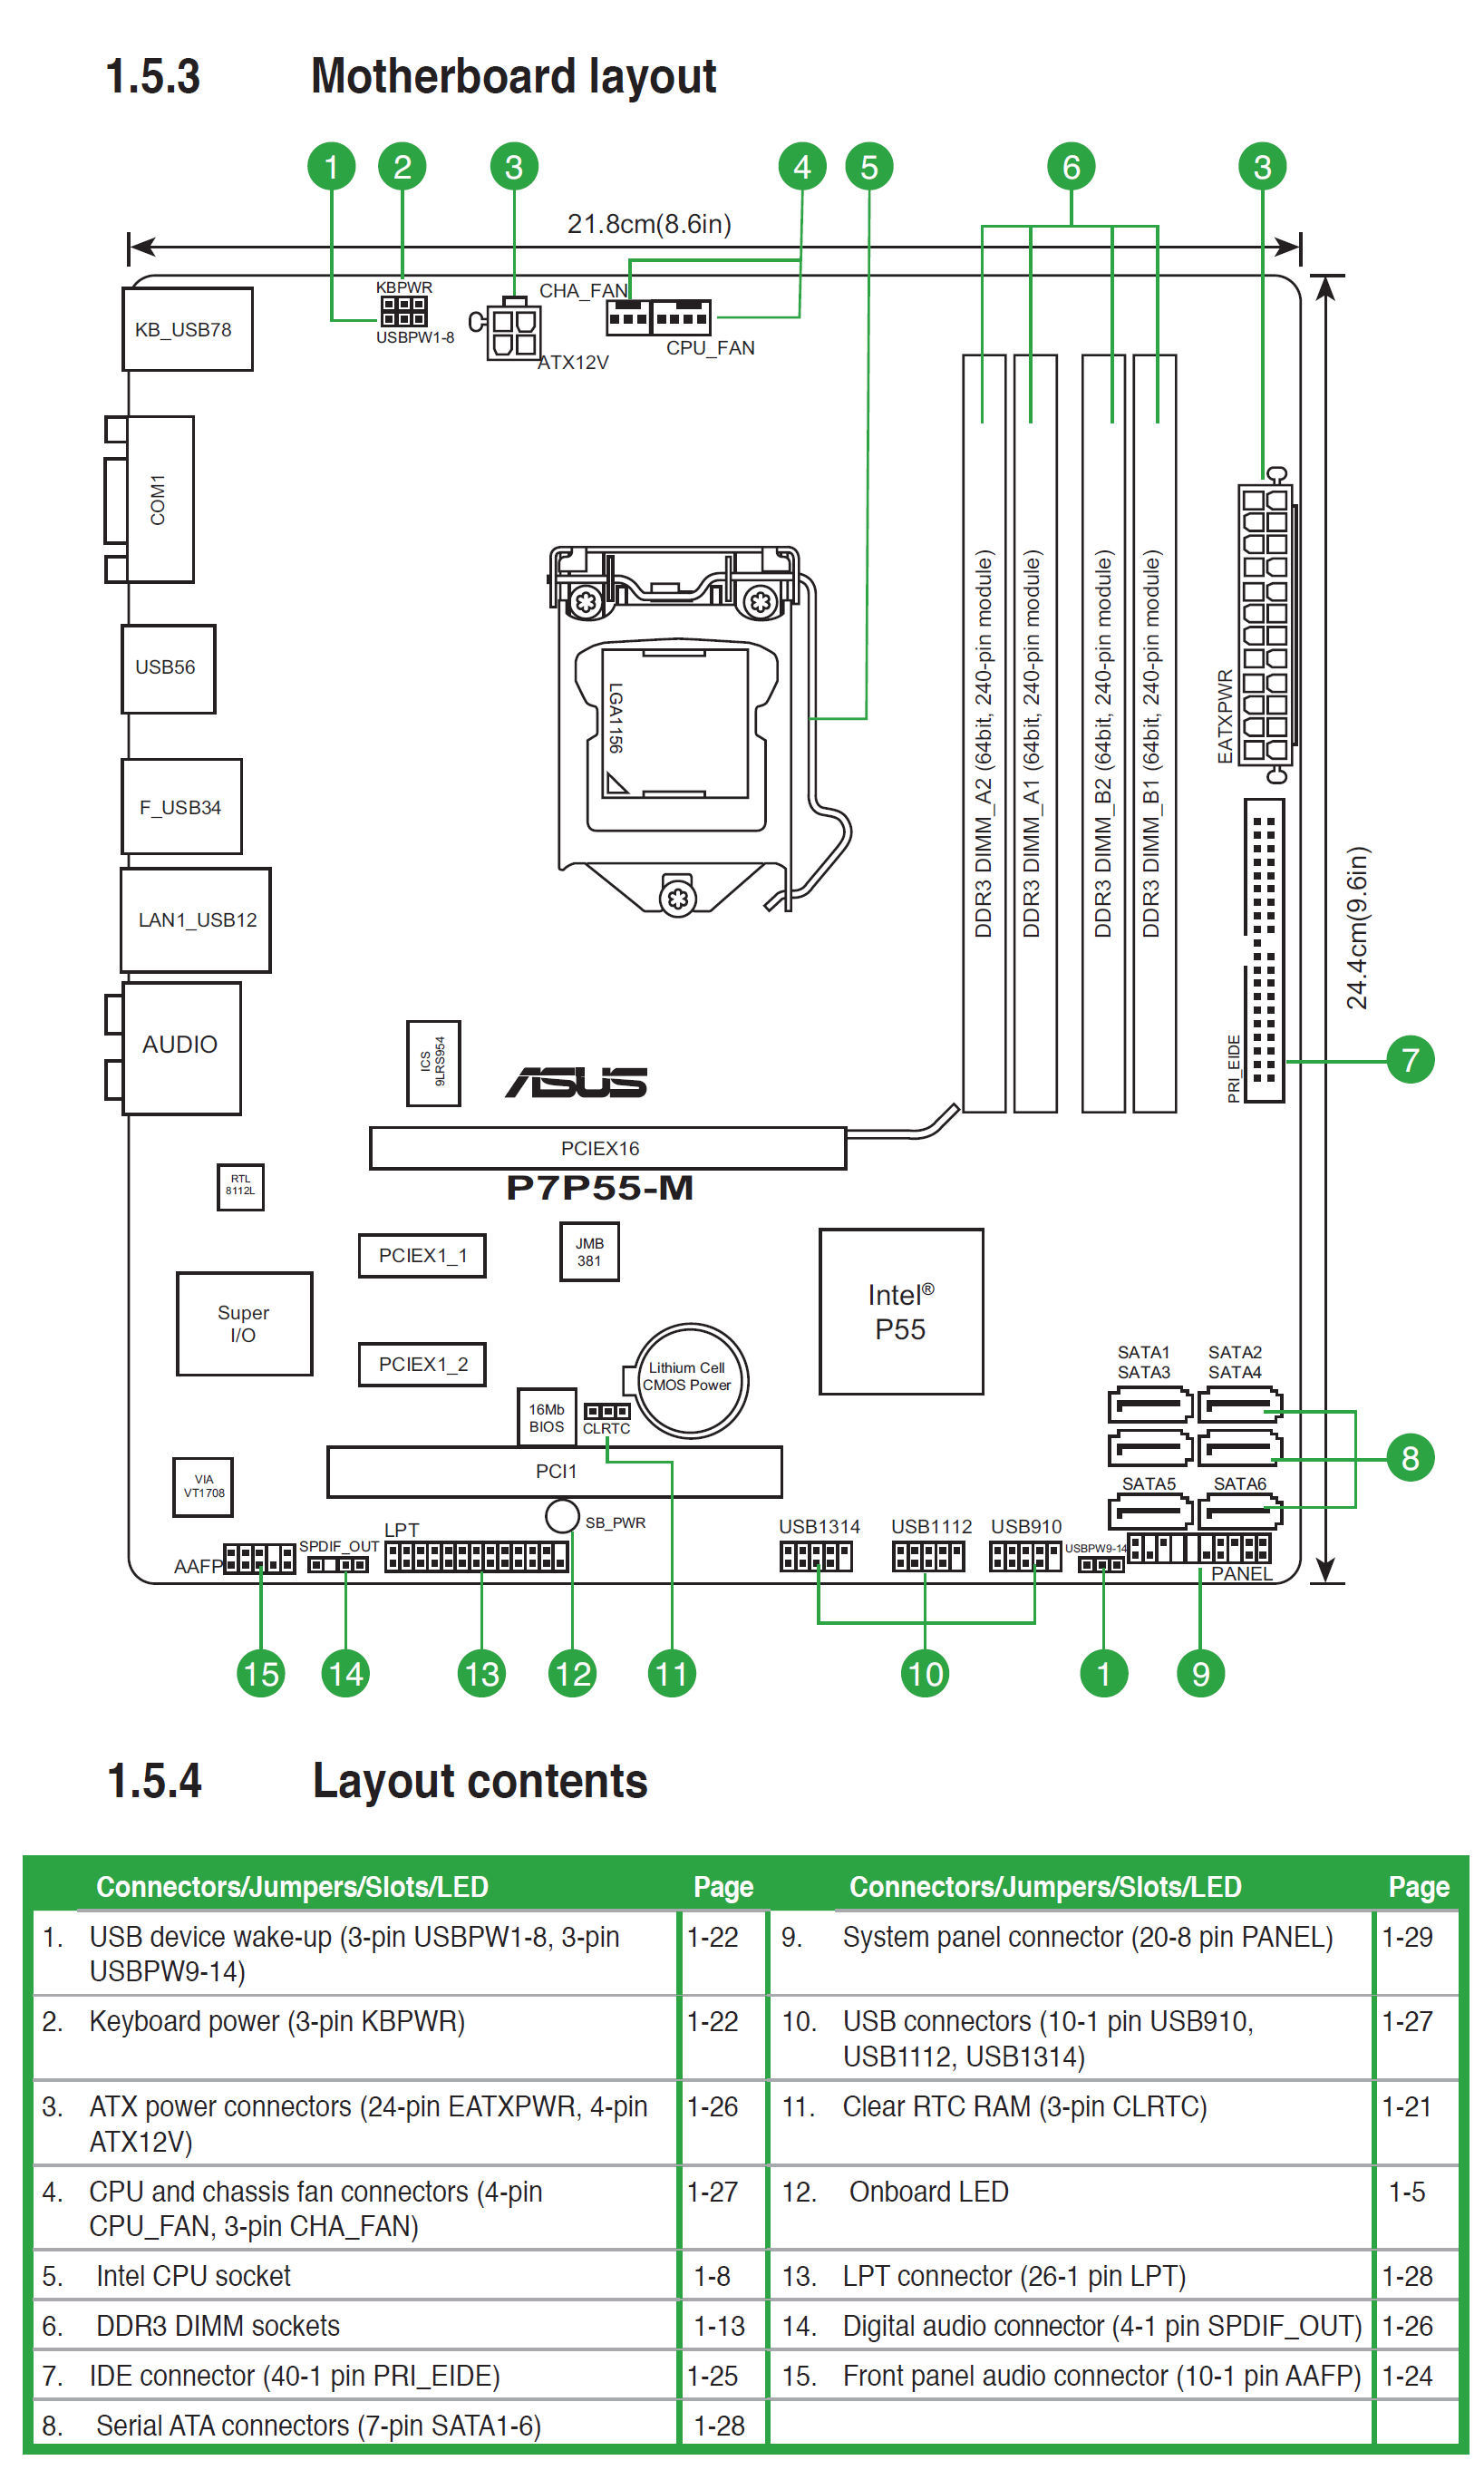 1.5.3 Motherboard layout
1 2 3 4 5 6 3
21.8cm(8.6in)
KBPWR
CHA_FAN
KB_USB78
USBPW1-8
CPU_FAN
ATX12V
COM1
DDR3 DIMM_A2 (64bit, 240-pin module)
DDR3 DIMM_A1 (64bit, 240-pin module)
DDR3 DIMM_B2 (64bit, 240-pin module)
DDR3 DIMM_B1 (64bit, 240-pin module)
USB56
LGA1156
EATXPWR
F_USB34
24.4cm(9.6in)
LAN1_USB12
AUDIO
ICS
9LRS954
ASUS
PRI_EIDE
7
PCIEX16
P7P55-M
RTL
8112L
PCIEX1_1
JMB
381
Intel®
P55
Super
I/O
PCIEX1_2
Lithium Cell
CMOS Power
SATA1 SATA2
SATA3 SATA4
16Mb
BIOS
CLRTC
8
PCI1
VIA
VT1708
SATA5 SATA6
SB_PWR
LPT
USB1314 USB1112 USB910
SPDIF_OUT
USBPW9-14
AAFP
PANEL
15 14 13 12 11 10 1 9
1.5.4 Layout contents
Connectors/Jumpers/Slots/LED Page Connectors/Jumpers/Slots/LED Page
1. USB device wake-up (3-pin USBPW1-8, 3-pin 1-22 9. System panel connector (20-8 pin PANEL) 1-29
USBPW9-14)
2. Keyboard power (3-pin KBPWR) 1-22 10. USB connectors (10-1 pin USB910, 1-27
USB1112, USB1314)
3. ATX power connectors (24-pin EATXPWR, 4-pin 1-26 11. Clear RTC RAM (3-pin CLRTC) 1-21
ATX12V)
4. CPU and chassis fan connectors (4-pin 1-27 12. Onboard LED 1-5
CPU_FAN, 3-pin CHA_FAN)
5. Intel CPU socket 1-8 13. LPT connector (26-1 pin LPT) 1-28
6. DDR3 DIMM sockets 1-13 14. Digital audio connector (4-1 pin SPDIF_OUT) 1-26
7. IDE connector (40-1 pin PRI_EIDE) 1-25 15. Front panel audio connector (10-1 pin AAFP) 1-24
8. Serial ATA connectors (7-pin SATA1-6) 1-28